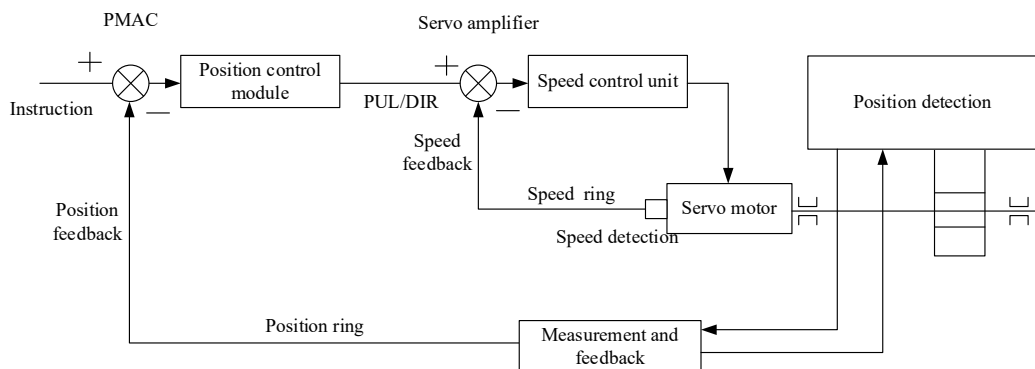 PMAC
Servo amplifier
Position control
module
Speed control unit
Position detection
Instruction
PUL/DIR
Speed
feedback
Speed ring
Servo motor
Position
feedback
Speed detection
Position ring
Measurement and
feedback